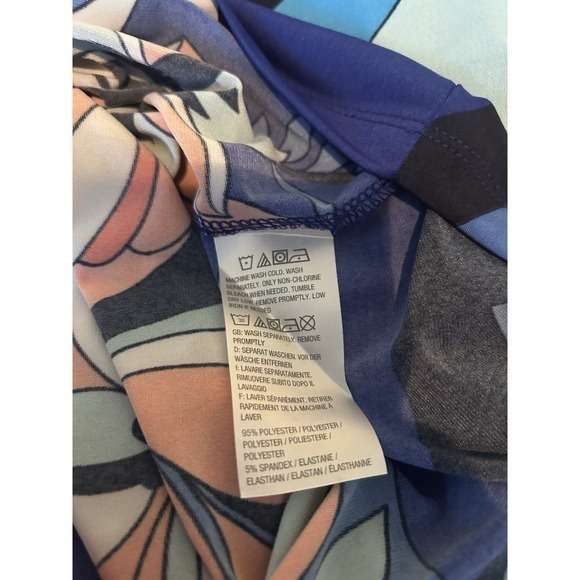 MACHINE WASH COLD. WASH
SEPARATELY. ONLY NON-CHLORINE
BLEACH WHEN NEEDED. TUMBLE
DRY LOW. REMOVE PROMPTLY. LOW
IRON IF NEEDED
30
GB: WASH SEPARATELY. REMOVE
PROMPTLY
D: SEPARAT WASCHEN. VOR DER
WÄSCHE ENTFERNEN
I: LAVARE SEPARATAMENTE.
RIMUOVERE SUBITO DOPO IL
LAVAGGIO
F: LAVER SÉPARÉMENT. RETIRER
RAPIDEMENT DE LA MACHINE À
LAVER
95% POLYESTER / POLYESTER /
POLYESTER / POLIESTERE /
POLYESTER
5% SPANDEX / ELASTANE /
ELASTHAN / ELASTAN / ÉLASTHANNE